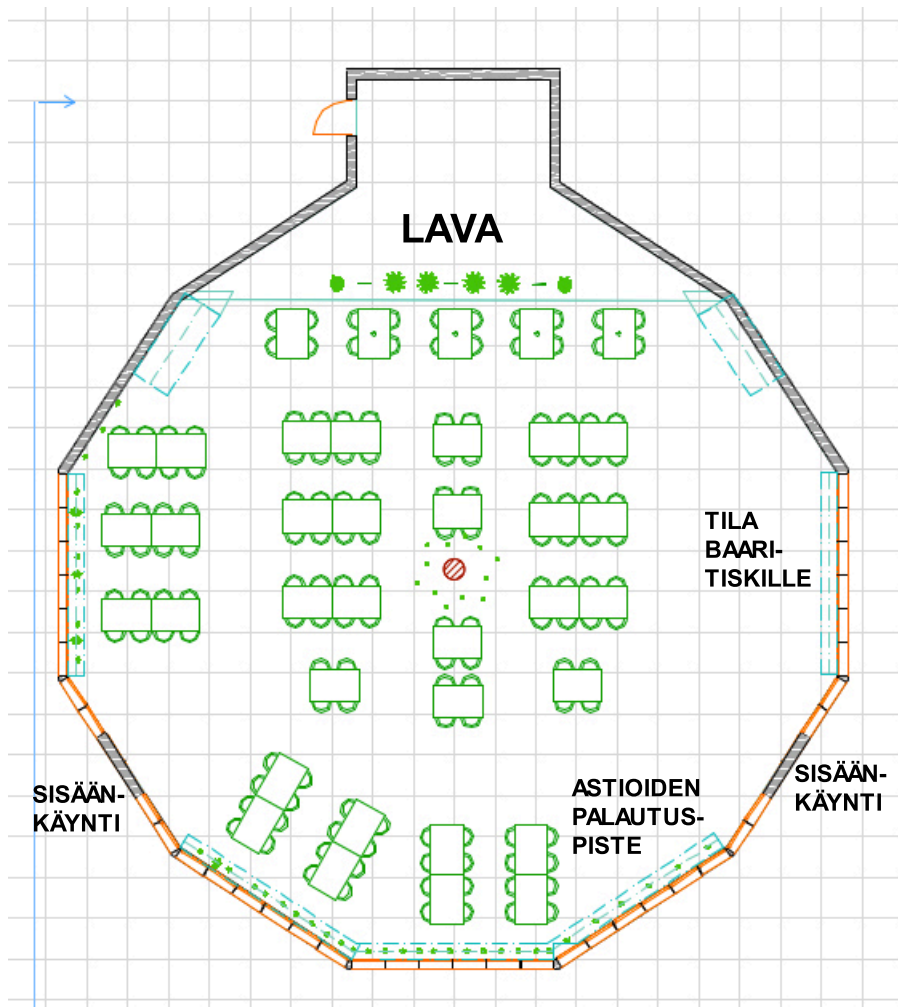 LAVA
TILA
BAARI-
TISKILLE
SISÄÄN-
KÄYNTI
ASTIOIDEN
PALAUTUS-
PISTE
SISÄÄN-
KÄYNTI